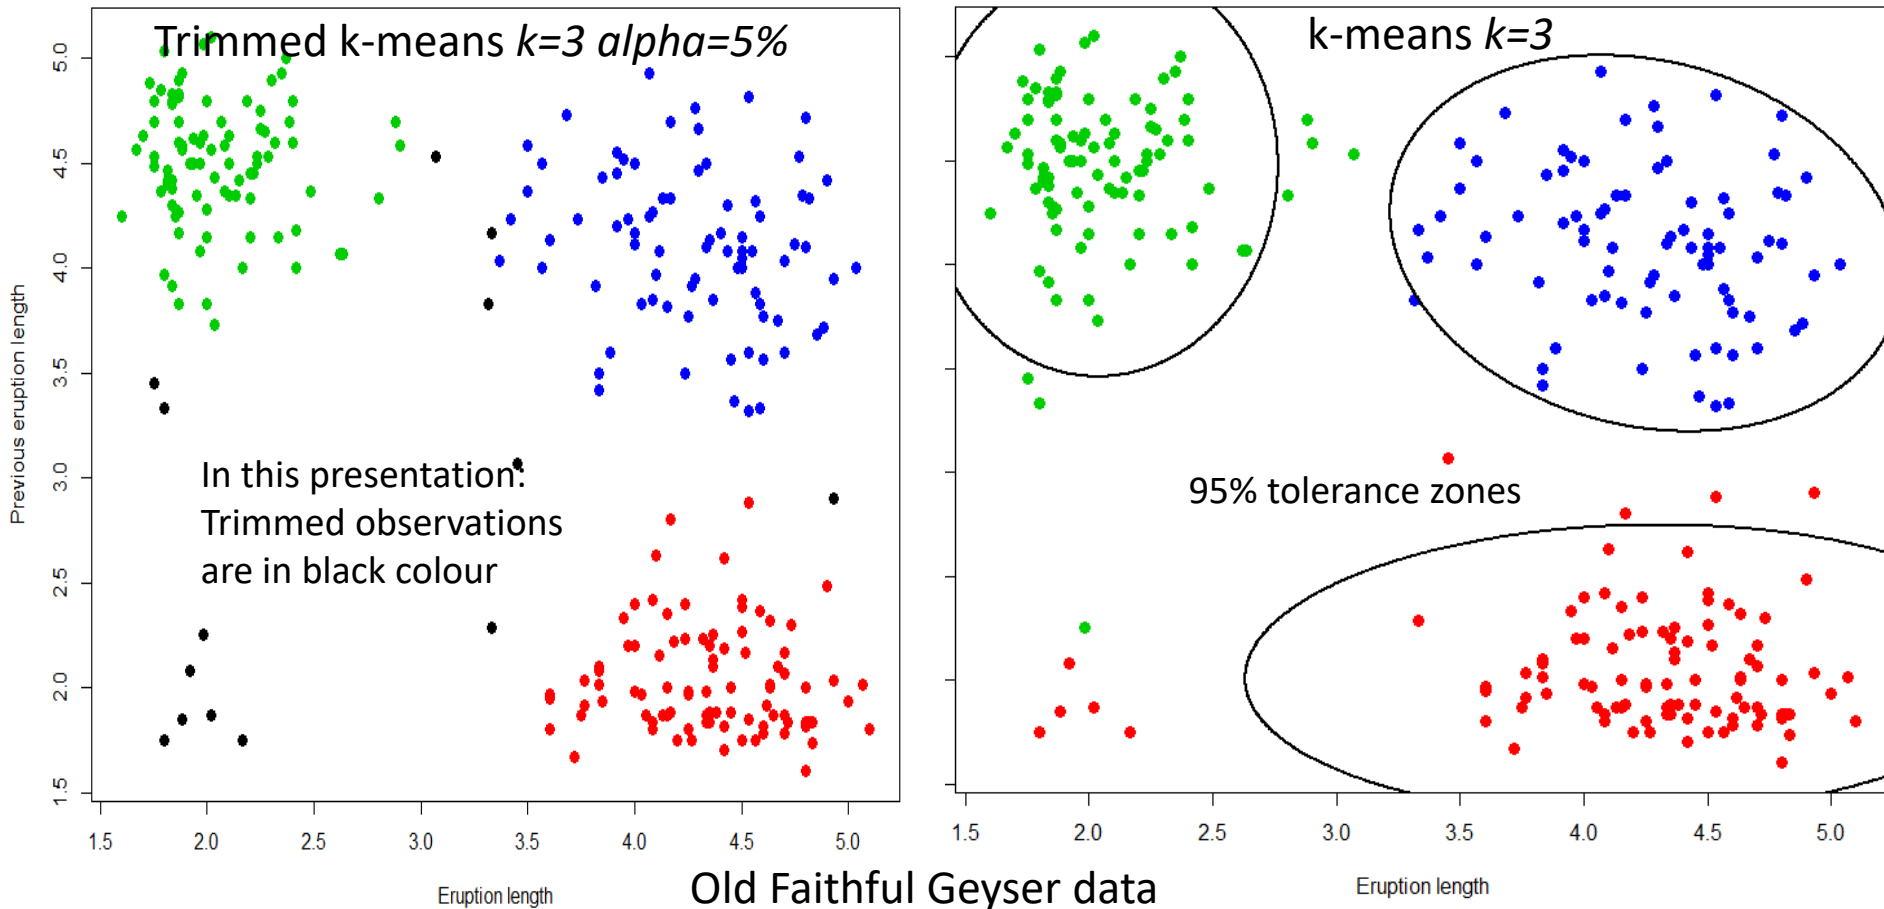 Trimmed k-means k=3 alpha=5%
k-means k=3
5.0
4.5
4.0
3.5
3.0
2.5
2.0
1.5
Previous eruption length
In this presentation:
Trimmed observations
are in black colour
95% tolerance zones
1.5 2.0 2.5 3.0 3.5 4.0 4.5 5.0
1.5 2.0 2.5 3.0 3.5 4.0 4.5 5.0
Eruption length
Old Faithful Geyser data
Eruption length